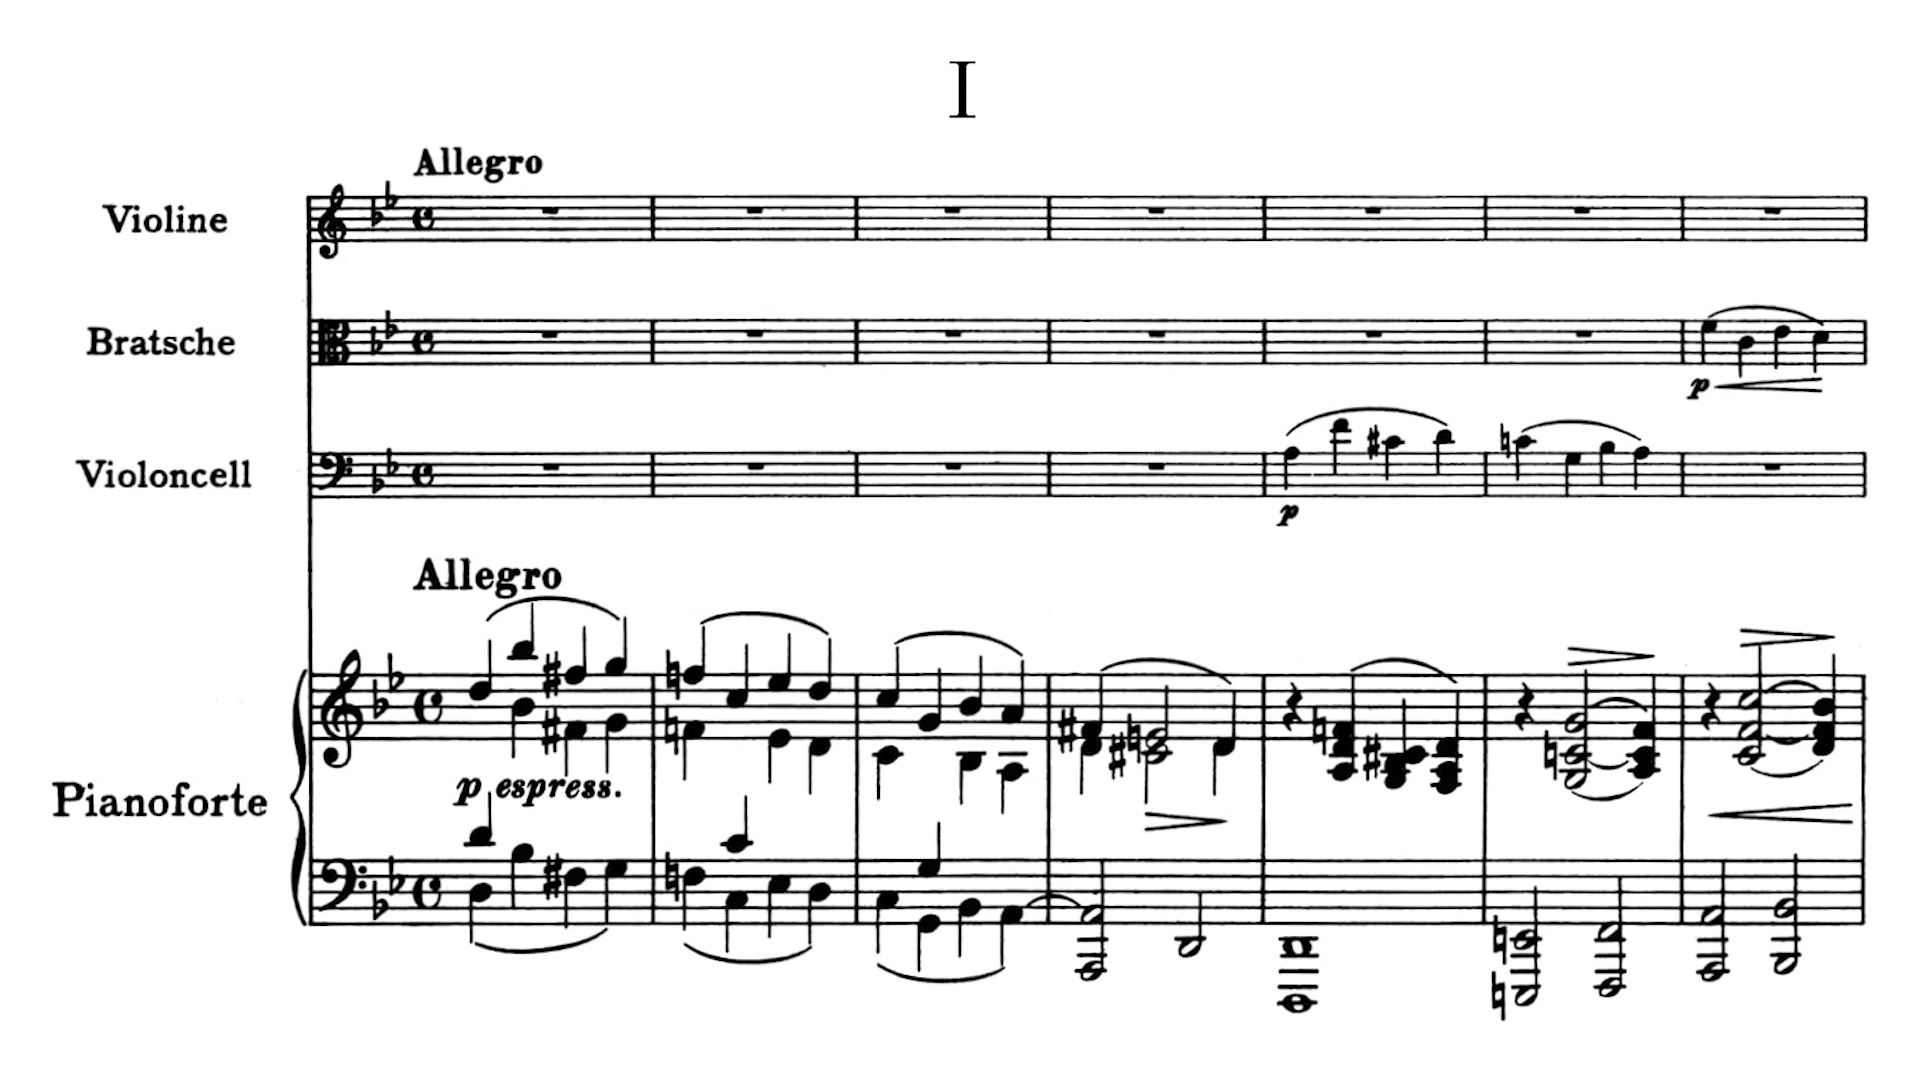 I
Allegro
Violine
Bratsche
p
Violoncell
p
Allegro
p espress.
Pianoforte